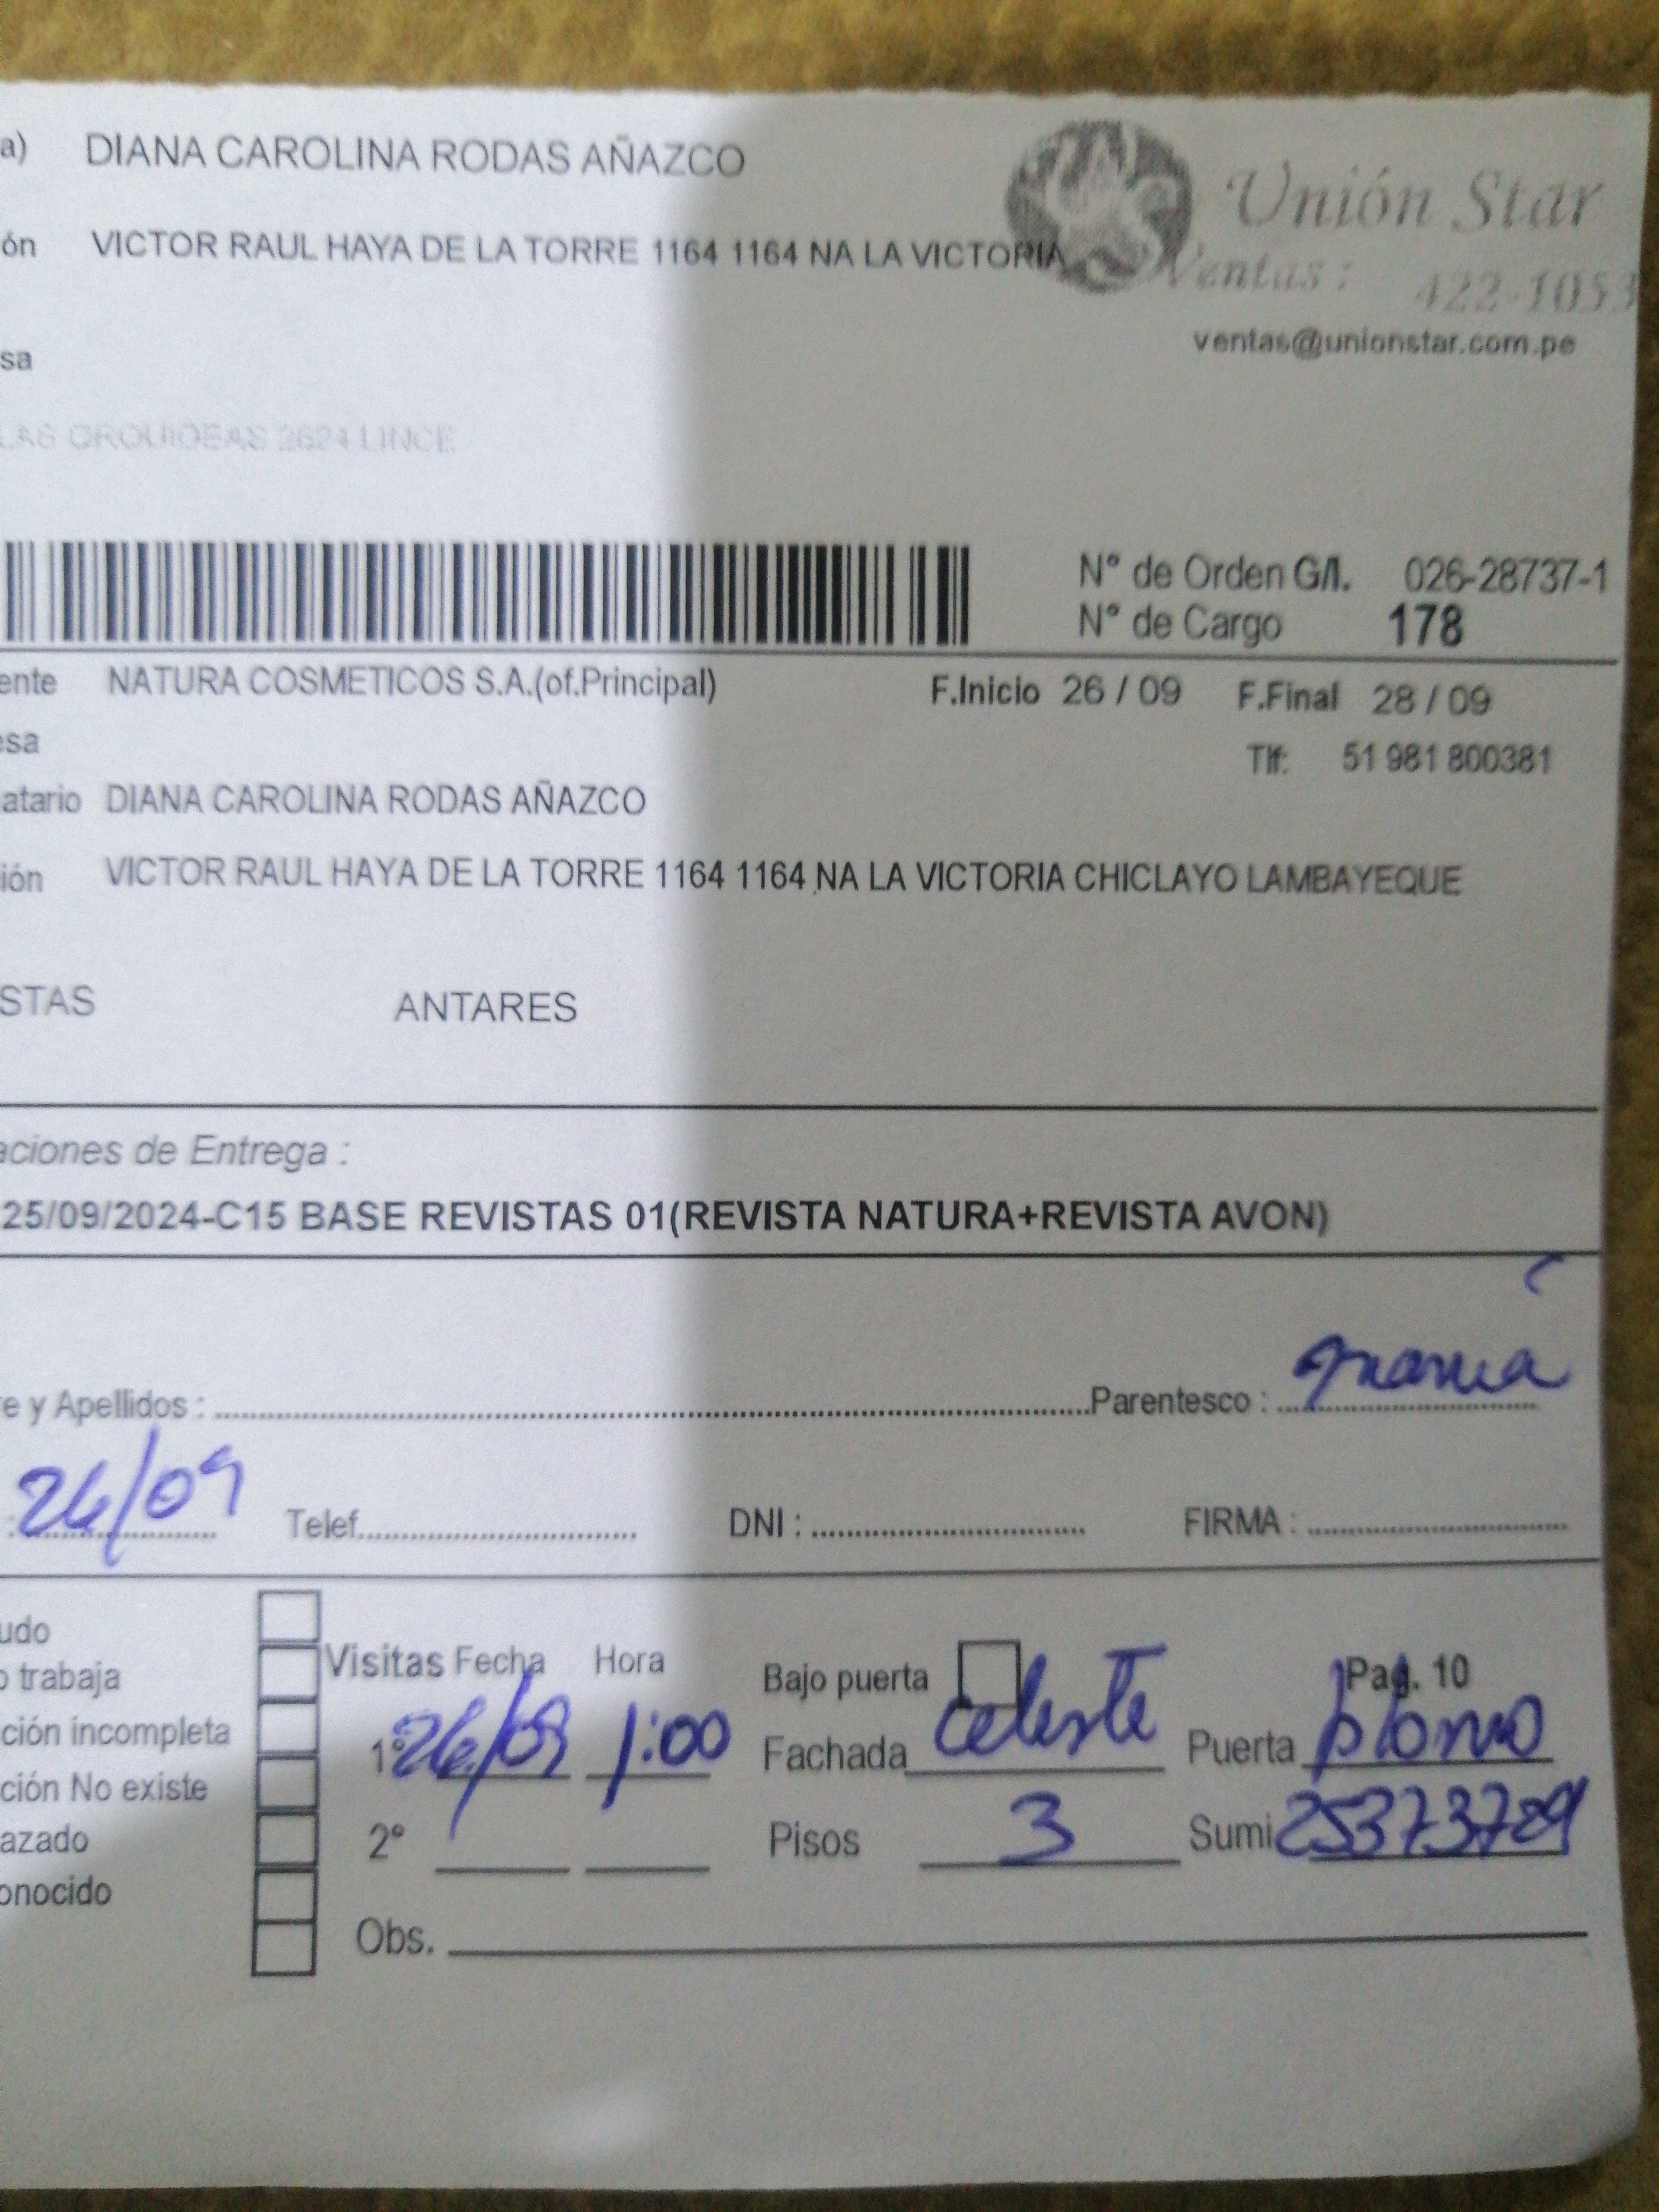 a) DIANA CAROLINA RODAS AÑAZCO
Unión Star
ón VICTOR RAUL HAYA DE LA TORRE 1164 1164 NA LA VICTORIA
Ventas: 422-1053
ventas@unionstar.com.pe
sa
LAS ORQUIDEAS 2624 LINCE
N° de Orden G/I. 026-28737-1
N° de Cargo 178
ente NATURA COSMETICOS S.A.(of.Principal) F.Inicio 26 / 09 F.Final 28 / 09
esa
Tlf: 51 981 800381
atario DIANA CAROLINA RODAS AÑAZCO
ión VICTOR RAUL HAYA DE LA TORRE 1164 1164 NA LA VICTORIA CHICLAYO LAMBAYEQUE
STAS ANTARES
aciones de Entrega :
25/09/2024-C15 BASE REVISTAS 01(REVISTA NATURA+REVISTA AVON)
e y Apellidos : Parentesco : mamá
26/09 Telef. DNI : FIRMA :
udo
Visitas Fecha Hora Bajo puerta Pag. 10
o trabaja
ción incompleta
1° 26/09 1:00 Fachada celeste Puerta plomo
ción No existe
azado 2° Pisos 3 Sumi 25373729
onocido
Obs.